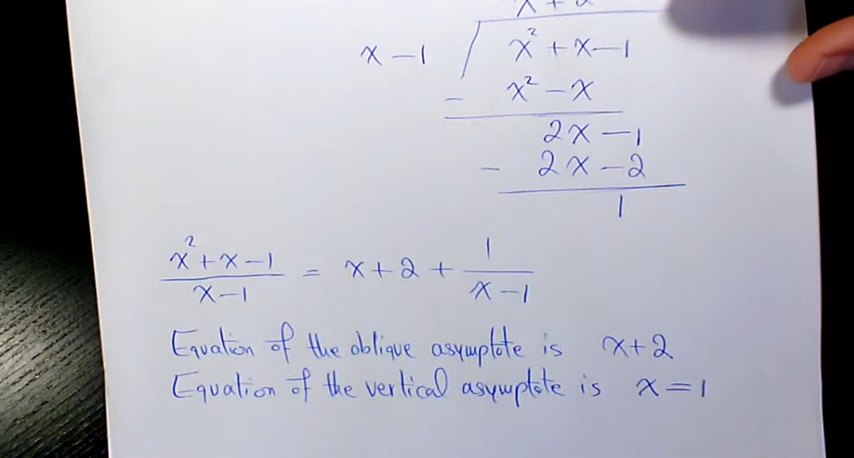 x + 2
x – 1 x² + x – 1
– x² – x
2x – 1
– 2x – 2
1
x² + x – 1 / x – 1 = x + 2 + 1 / x – 1
Equation of the oblique asymptote is x + 2
Equation of the vertical asymptote is x = 1